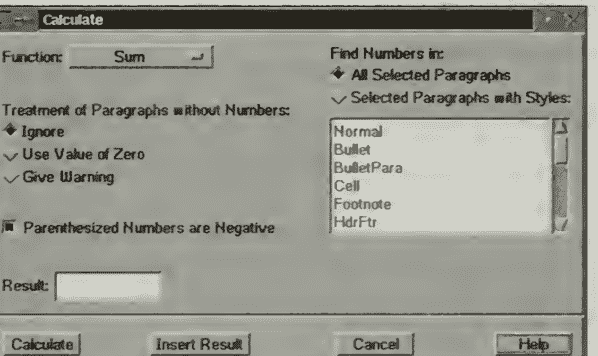 Calculate
Function: Sum
Treatment of Paragraphs without Numbers:
Ignore
Use Value of Zero
Give Warning
Parenthesized Numbers are Negative
Result:
Find Numbers in:
All Selected Paragraphs
Selected Paragraphs with Styles:
Normal
Bullet
BulletPara
Cell
Footnote
HdrFtr
Calculate Insert Result Cancel Help